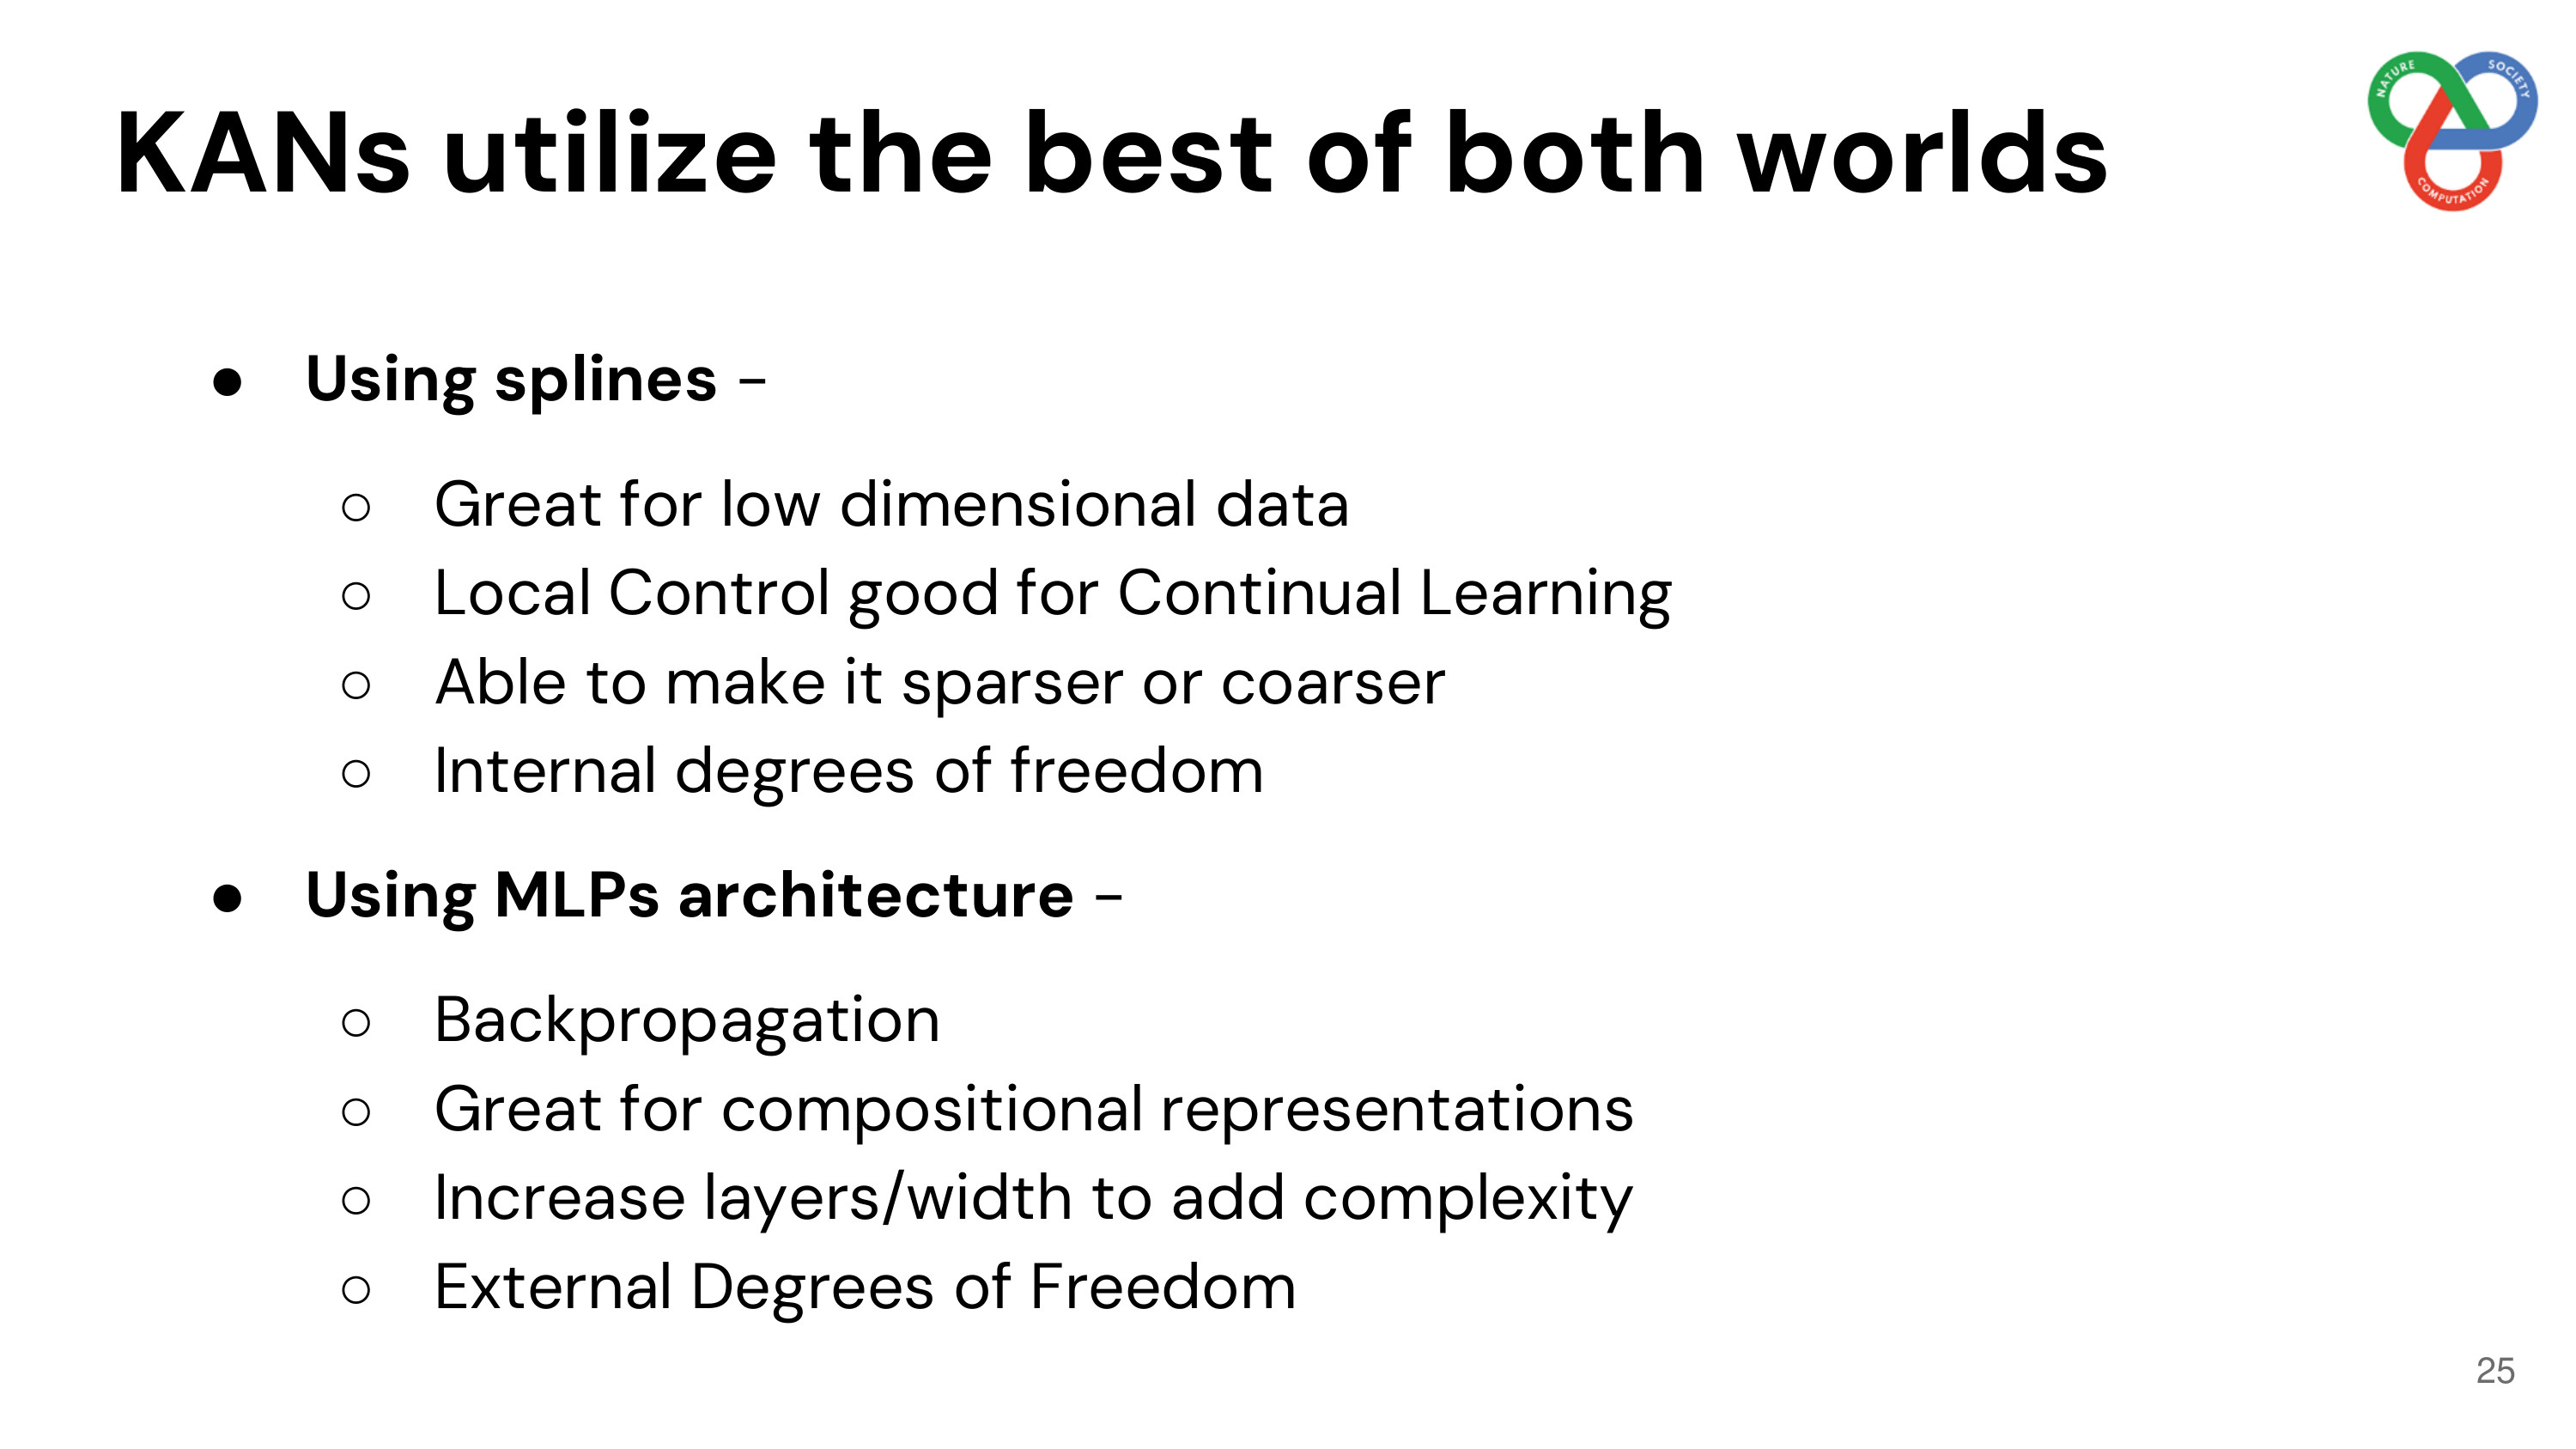 KANs utilize the best of both worlds
NATURE
SOCIETY
COMPUTATION
● Using splines -
○ Great for low dimensional data
○ Local Control good for Continual Learning
○ Able to make it sparser or coarser
○ Internal degrees of freedom
● Using MLPs architecture -
○ Backpropagation
○ Great for compositional representations
○ Increase layers/width to add complexity
○ External Degrees of Freedom
25